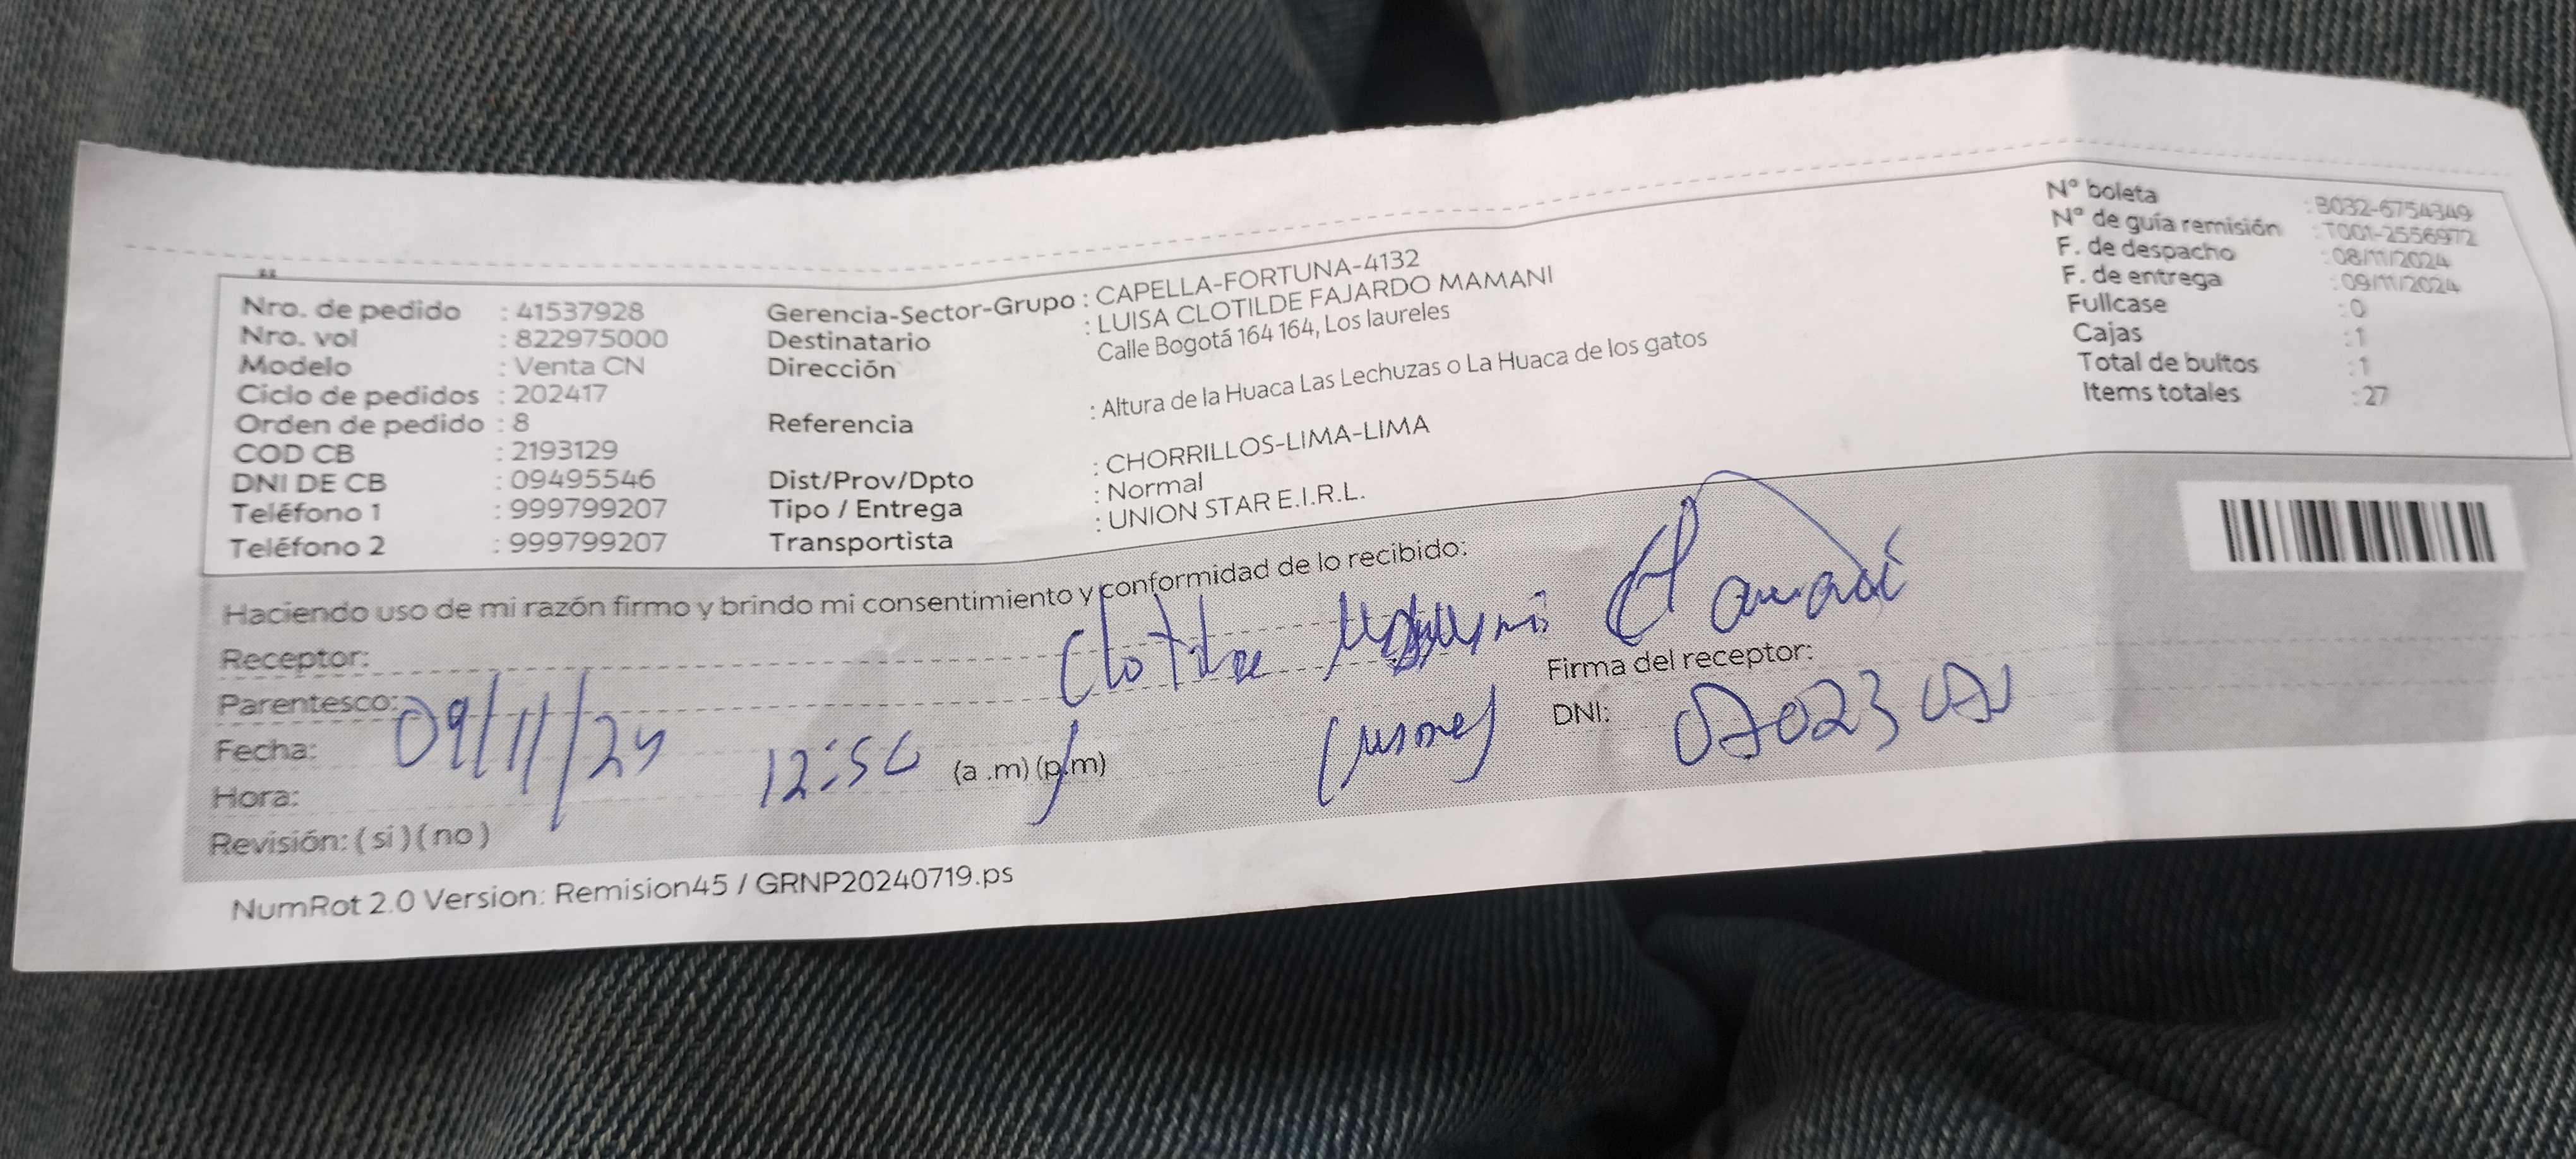 Nro. de pedido : 41537928
Nro. vol : 822975000
Modelo : Venta CN
Ciclo de pedidos : 202417
Orden de pedido : 8
COD CB : 2193129
DNI DE CB : 09495546
Teléfono 1 : 999799207
Teléfono 2 : 999799207
Gerencia-Sector-Grupo : CAPELLA-FORTUNA-4132
Destinatario : LUISA CLOTILDE FAJARDO MAMANI
Dirección Calle Bogotá 164 164, Los laureles
Referencia : Altura de la Huaca Las Lechuzas o La Huaca de los gatos
Dist/Prov/Dpto : CHORRILLOS-LIMA-LIMA
Tipo / Entrega : Normal
Transportista : UNION STAR E.I.R.L.
Nº boleta : B032-6754349
Nº de guía remisión : T001-2556972
F. de despacho : 08/11/2024
F. de entrega : 09/11/2024
Fullcase : 0
Cajas : 1
Total de bultos : 1
Items totales : 27
Haciendo uso de mi razón firmo y brindo mi consentimiento y conformidad de lo recibido:
Receptor: Clotilde
Parentesco:
Fecha: 09/11/24
Hora: 12:50 (a .m) (p.m)
Revisión: ( si ) ( no )
Firma del receptor:
DNI:
NumRot 2.0 Version: Remision45 / GRNP20240719.ps